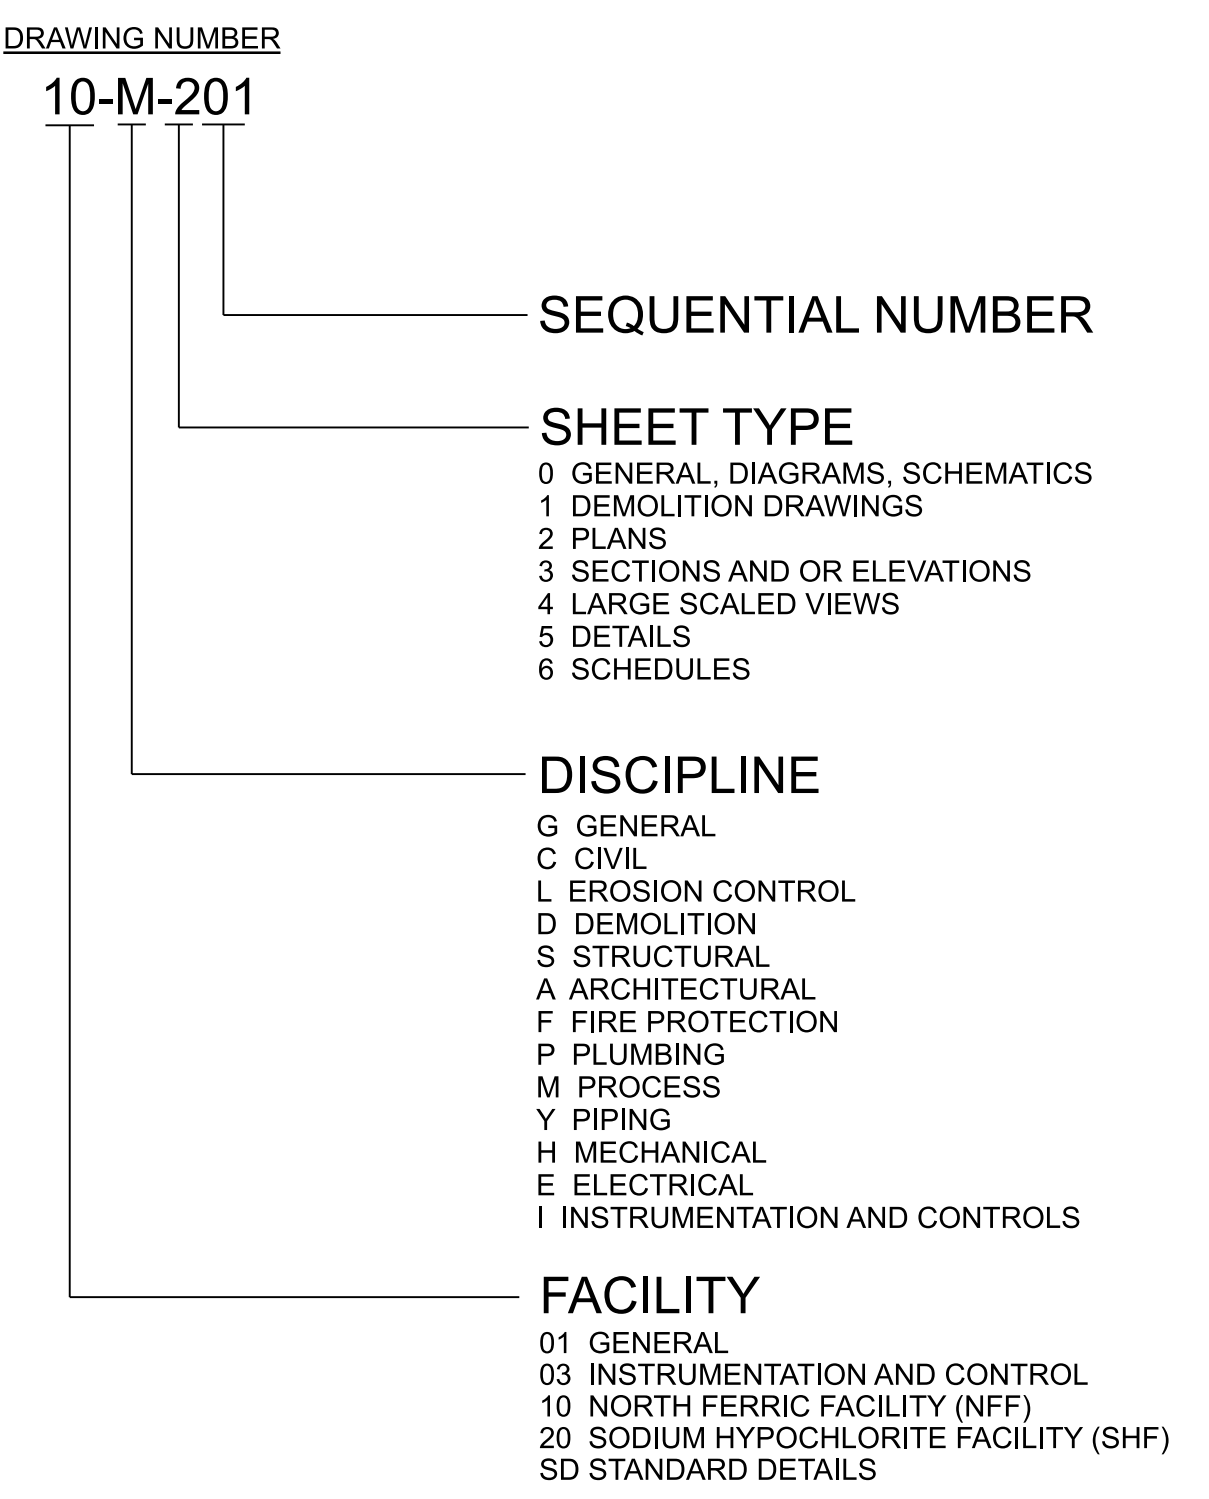 DRAWING NUMBER
10-M-201
SEQUENTIAL NUMBER
SHEET TYPE
0 GENERAL, DIAGRAMS, SCHEMATICS
1 DEMOLITION DRAWINGS
2 PLANS
3 SECTIONS AND OR ELEVATIONS
4 LARGE SCALED VIEWS
5 DETAILS
6 SCHEDULES
DISCIPLINE
G GENERAL
C CIVIL
L EROSION CONTROL
D DEMOLITION
S STRUCTURAL
A ARCHITECTURAL
F FIRE PROTECTION
P PLUMBING
M PROCESS
Y PIPING
H MECHANICAL
E ELECTRICAL
I INSTRUMENTATION AND CONTROLS
FACILITY
01 GENERAL
03 INSTRUMENTATION AND CONTROL
10 NORTH FERRIC FACILITY (NFF)
20 SODIUM HYPOCHLORITE FACILITY (SHF)
SD STANDARD DETAILS